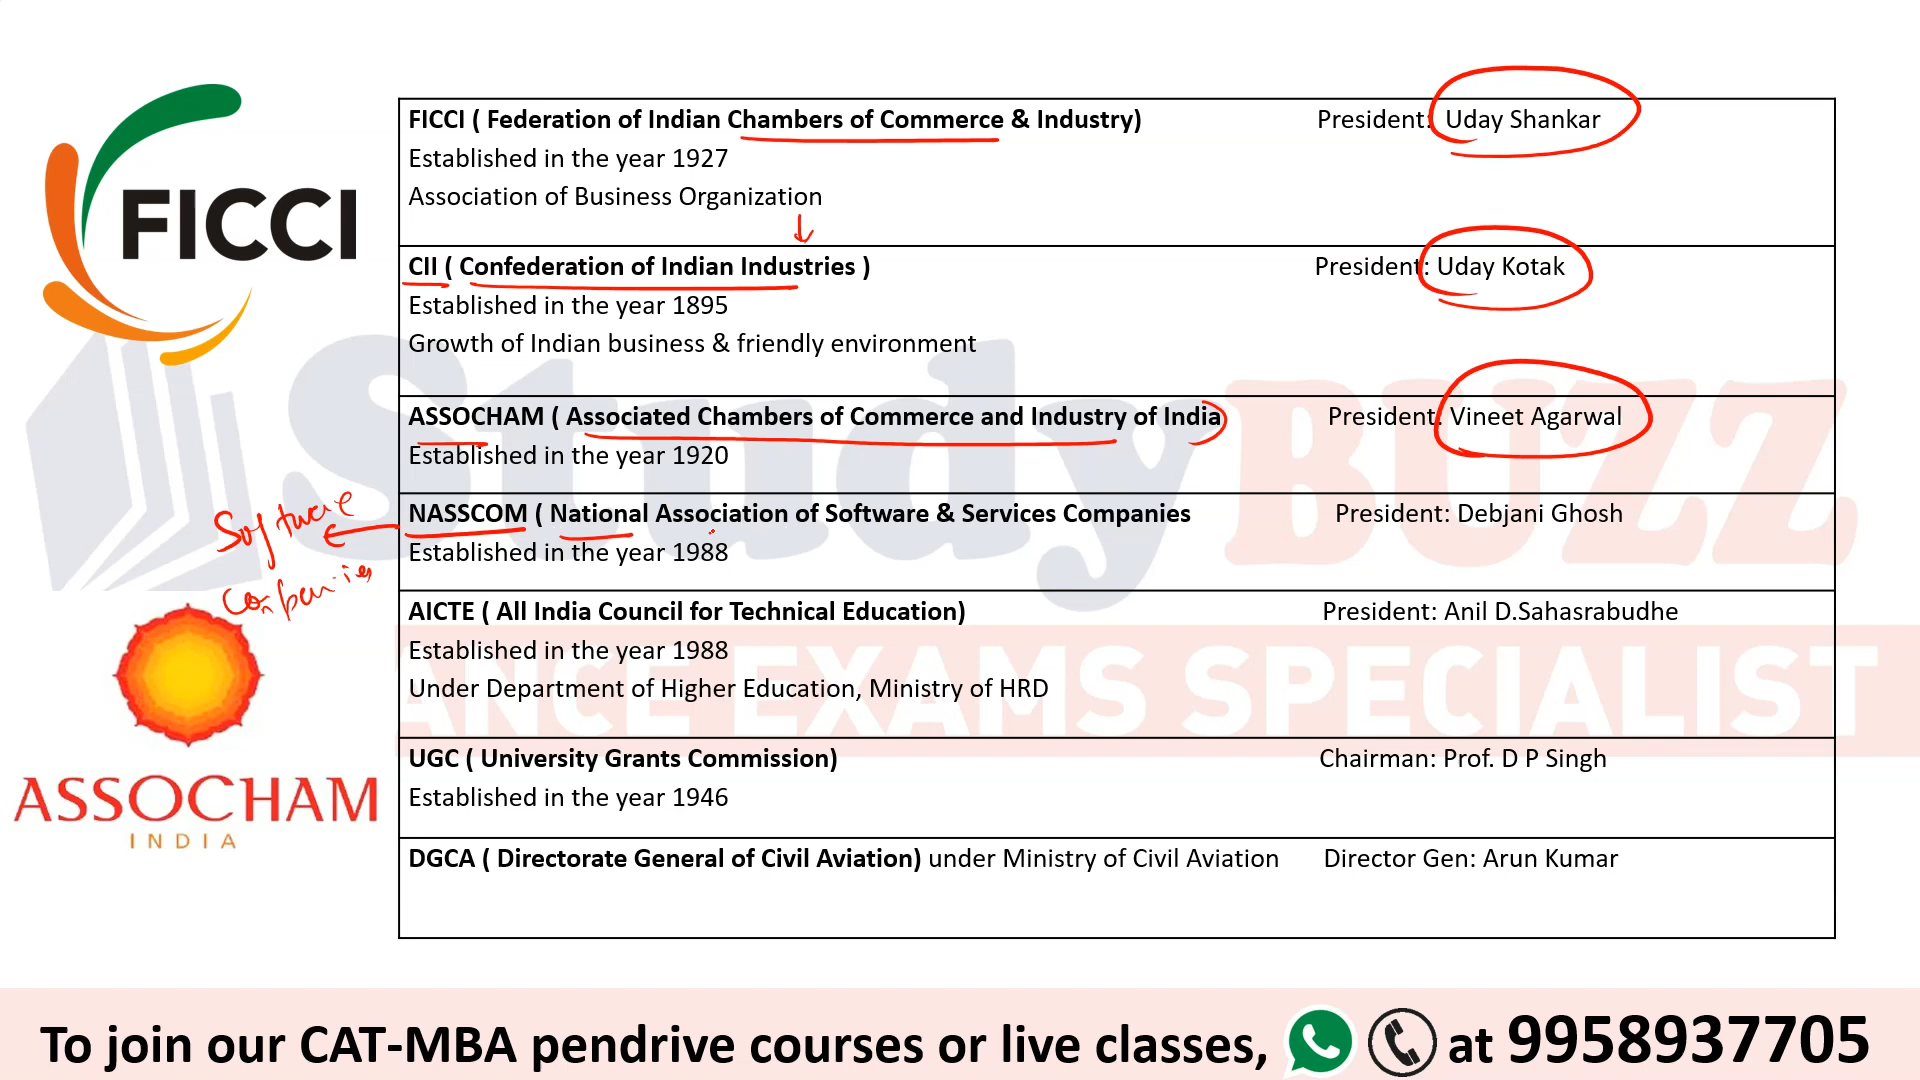 FICCI
FICCI ( Federation of Indian Chambers of Commerce & Industry) President: Uday Shankar
Established in the year 1927
Association of Business Organization
CII ( Confederation of Indian Industries ) President: Uday Kotak
Established in the year 1895
Growth of Indian business & friendly environment
ASSOCHAM ( Associated Chambers of Commerce and Industry of India) President: Vineet Agarwal
Established in the year 1920
Software
companies
NASSCOM ( National Association of Software & Services Companies President: Debjani Ghosh
Established in the year 1988
AICTE ( All India Council for Technical Education) President: Anil D.Sahasrabudhe
Established in the year 1988
Under Department of Higher Education, Ministry of HRD
UGC ( University Grants Commission) Chairman: Prof. D P Singh
Established in the year 1946
DGCA ( Directorate General of Civil Aviation) under Ministry of Civil Aviation Director Gen: Arun Kumar
ASSOCHAM
INDIA
StudyBUZZ
ANCE EXAMS SPECIALIST
To join our CAT-MBA pendrive courses or live classes, at 9958937705